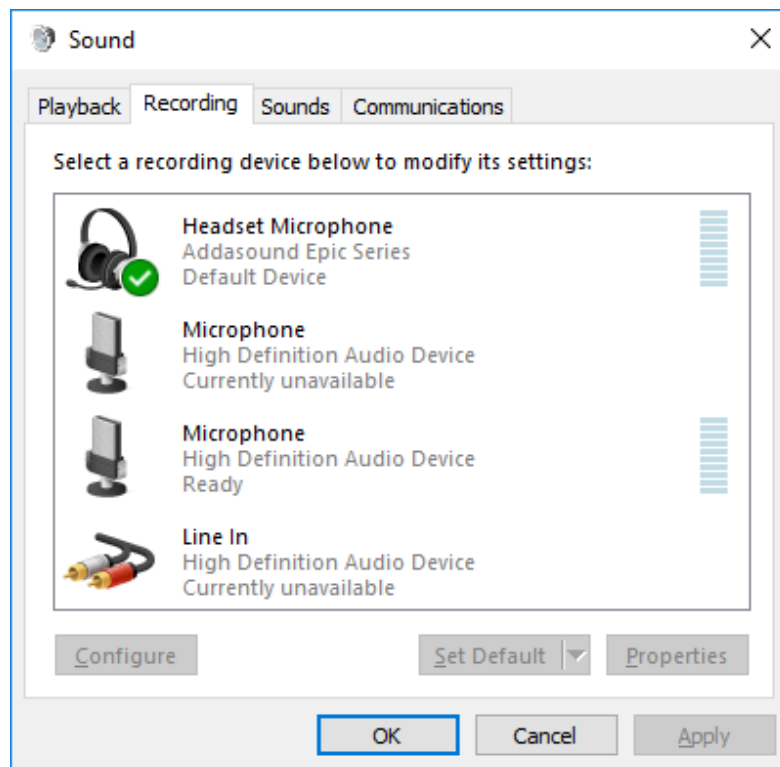 Sound
Playback Recording Sounds Communications
Select a recording device below to modify its settings:
Headset Microphone
Addasound Epic Series
Default Device
Microphone
High Definition Audio Device
Currently unavailable
Microphone
High Definition Audio Device
Ready
Line In
High Definition Audio Device
Currently unavailable
Configure Set Default Properties
OK Cancel Apply